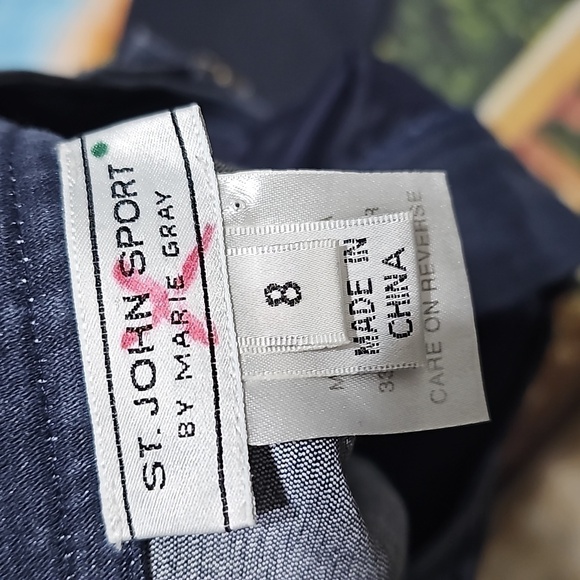 ST. JOHN SPORT
BY MARIE GRAY
8
MADE IN
CHINA
CARE ON REVERSE